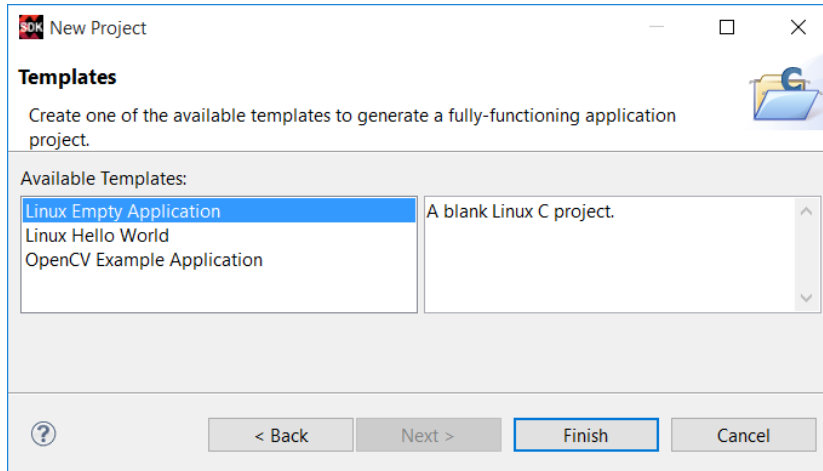 SDK New Project
Templates
Create one of the available templates to generate a fully-functioning application
project.
Available Templates:
Linux Empty Application
Linux Hello World
OpenCV Example Application
A blank Linux C project.
? < Back Next > Finish Cancel